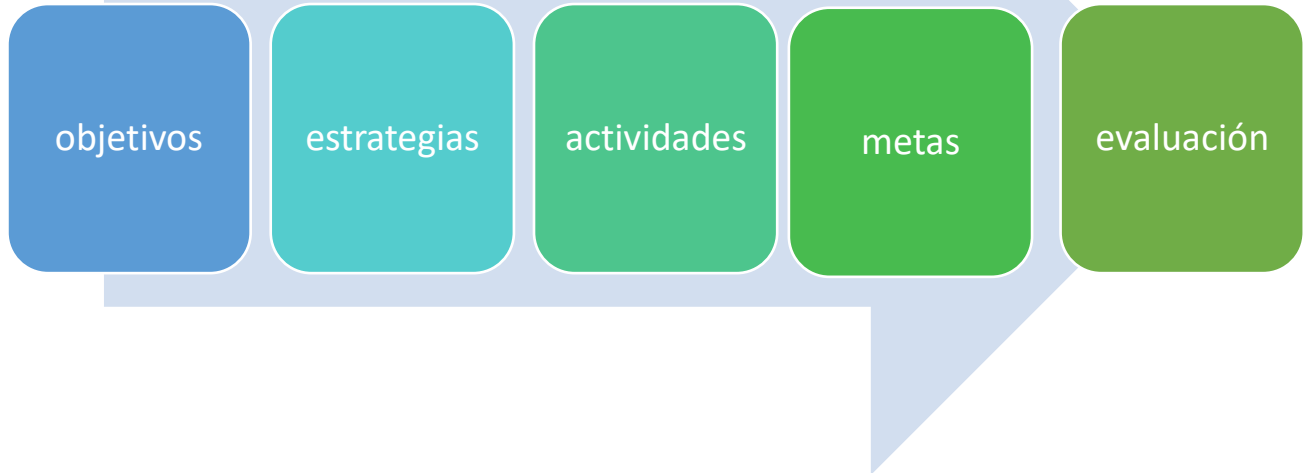 objetivos
estrategias
actividades
metas
evaluación